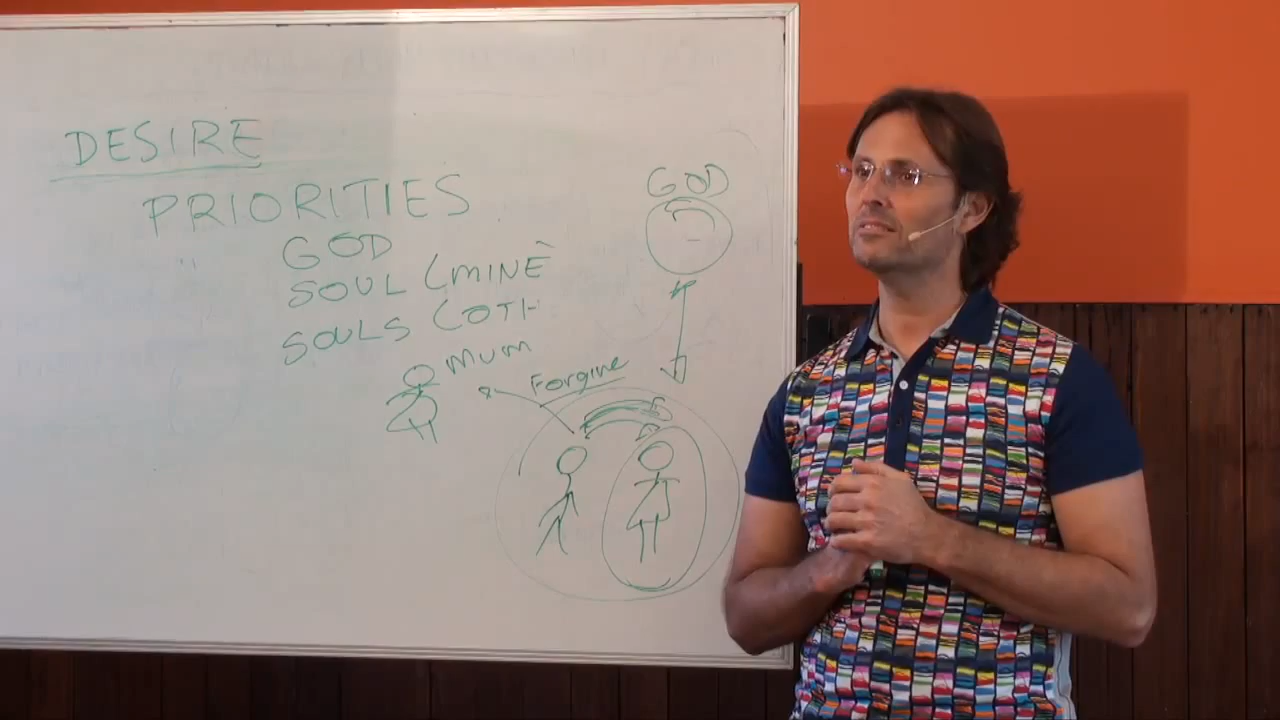 DESIRE
PRIORITIES
GOD
SOUL (MINE
SOULS (OTH
MUM
Forgive
GOD